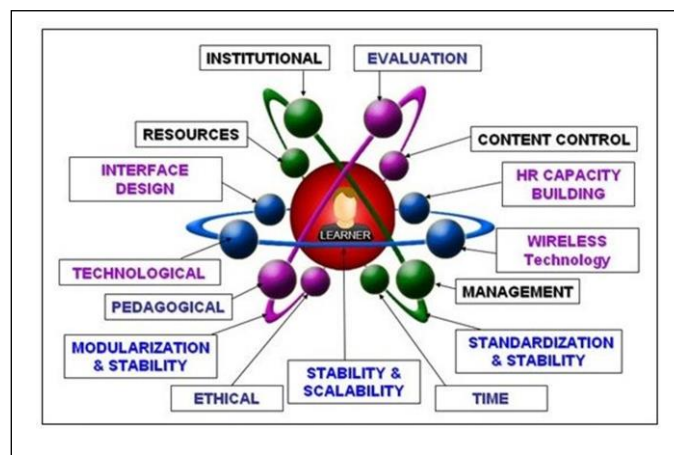 INSTITUTIONAL
EVALUATION
RESOURCES
CONTENT CONTROL
INTERFACE
DESIGN
HR CAPACITY
BUILDING
LEARNER
TECHNOLOGICAL
WIRELESS
Technology
PEDAGOGICAL
MANAGEMENT
MODULARIZATION
& STABILITY
STANDARDIZATION
& STABILITY
STABILITY &
SCALABILITY
ETHICAL
TIME